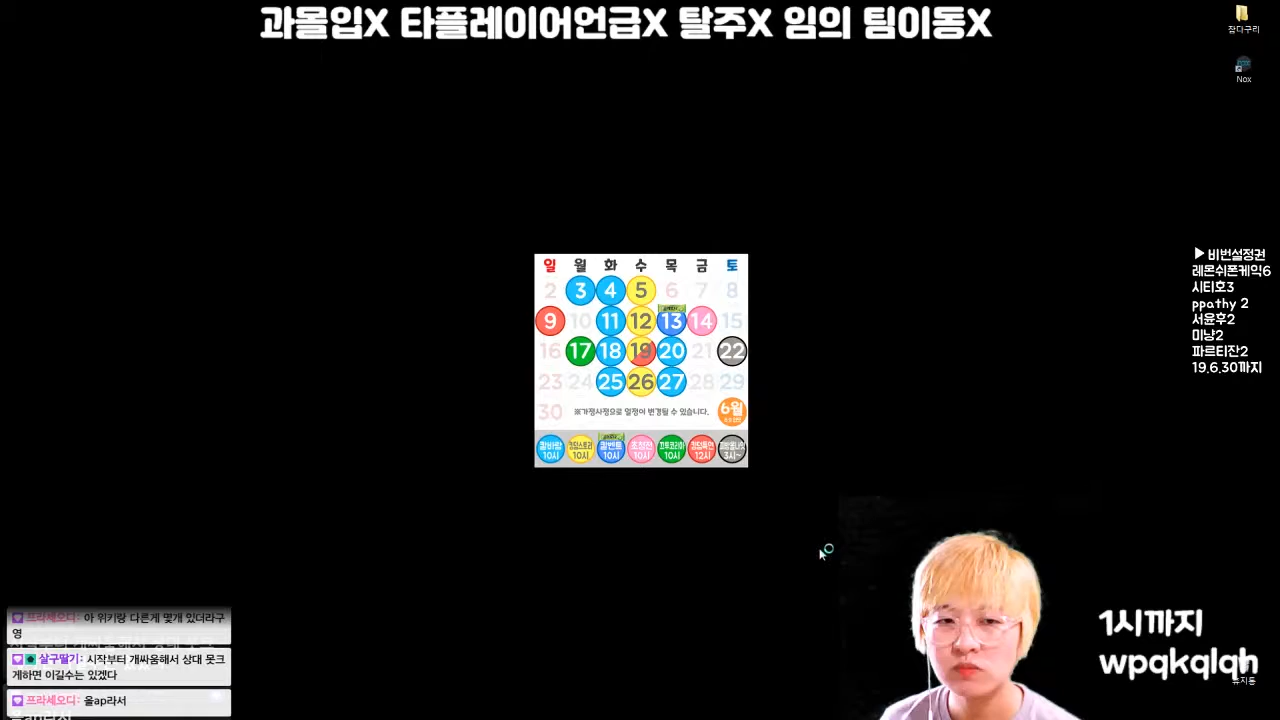 과몰입X 타플레이어언급X 탈주X 임의 팀이동X
잡다구리
Nox
▶비번설정권
레몬쉬폰케익6
시티호3
ppathy 2
서윤후2
미냥2
파르티잔2
19.6.30까지
일 월 화 수 목 금 토
2 3 4 5 6 7 8
9 10 11 12 13 14 15
16 17 18 19 20 21 22
23 24 25 26 27 28 29
30 ※가정사정으로 일정이 변경될 수 있습니다. 6월
10시 10시 10시 10시 10시 12시 3시~
1시까지
wpqkqlqh
휴지통
프라세오디: 아 위키랑 다른게 몇개 있더라구
영
살구딸기: 시작부터 개싸움해서 상대 못크
게하면 이길수는 있겠다
프라세오디: 올ap라서